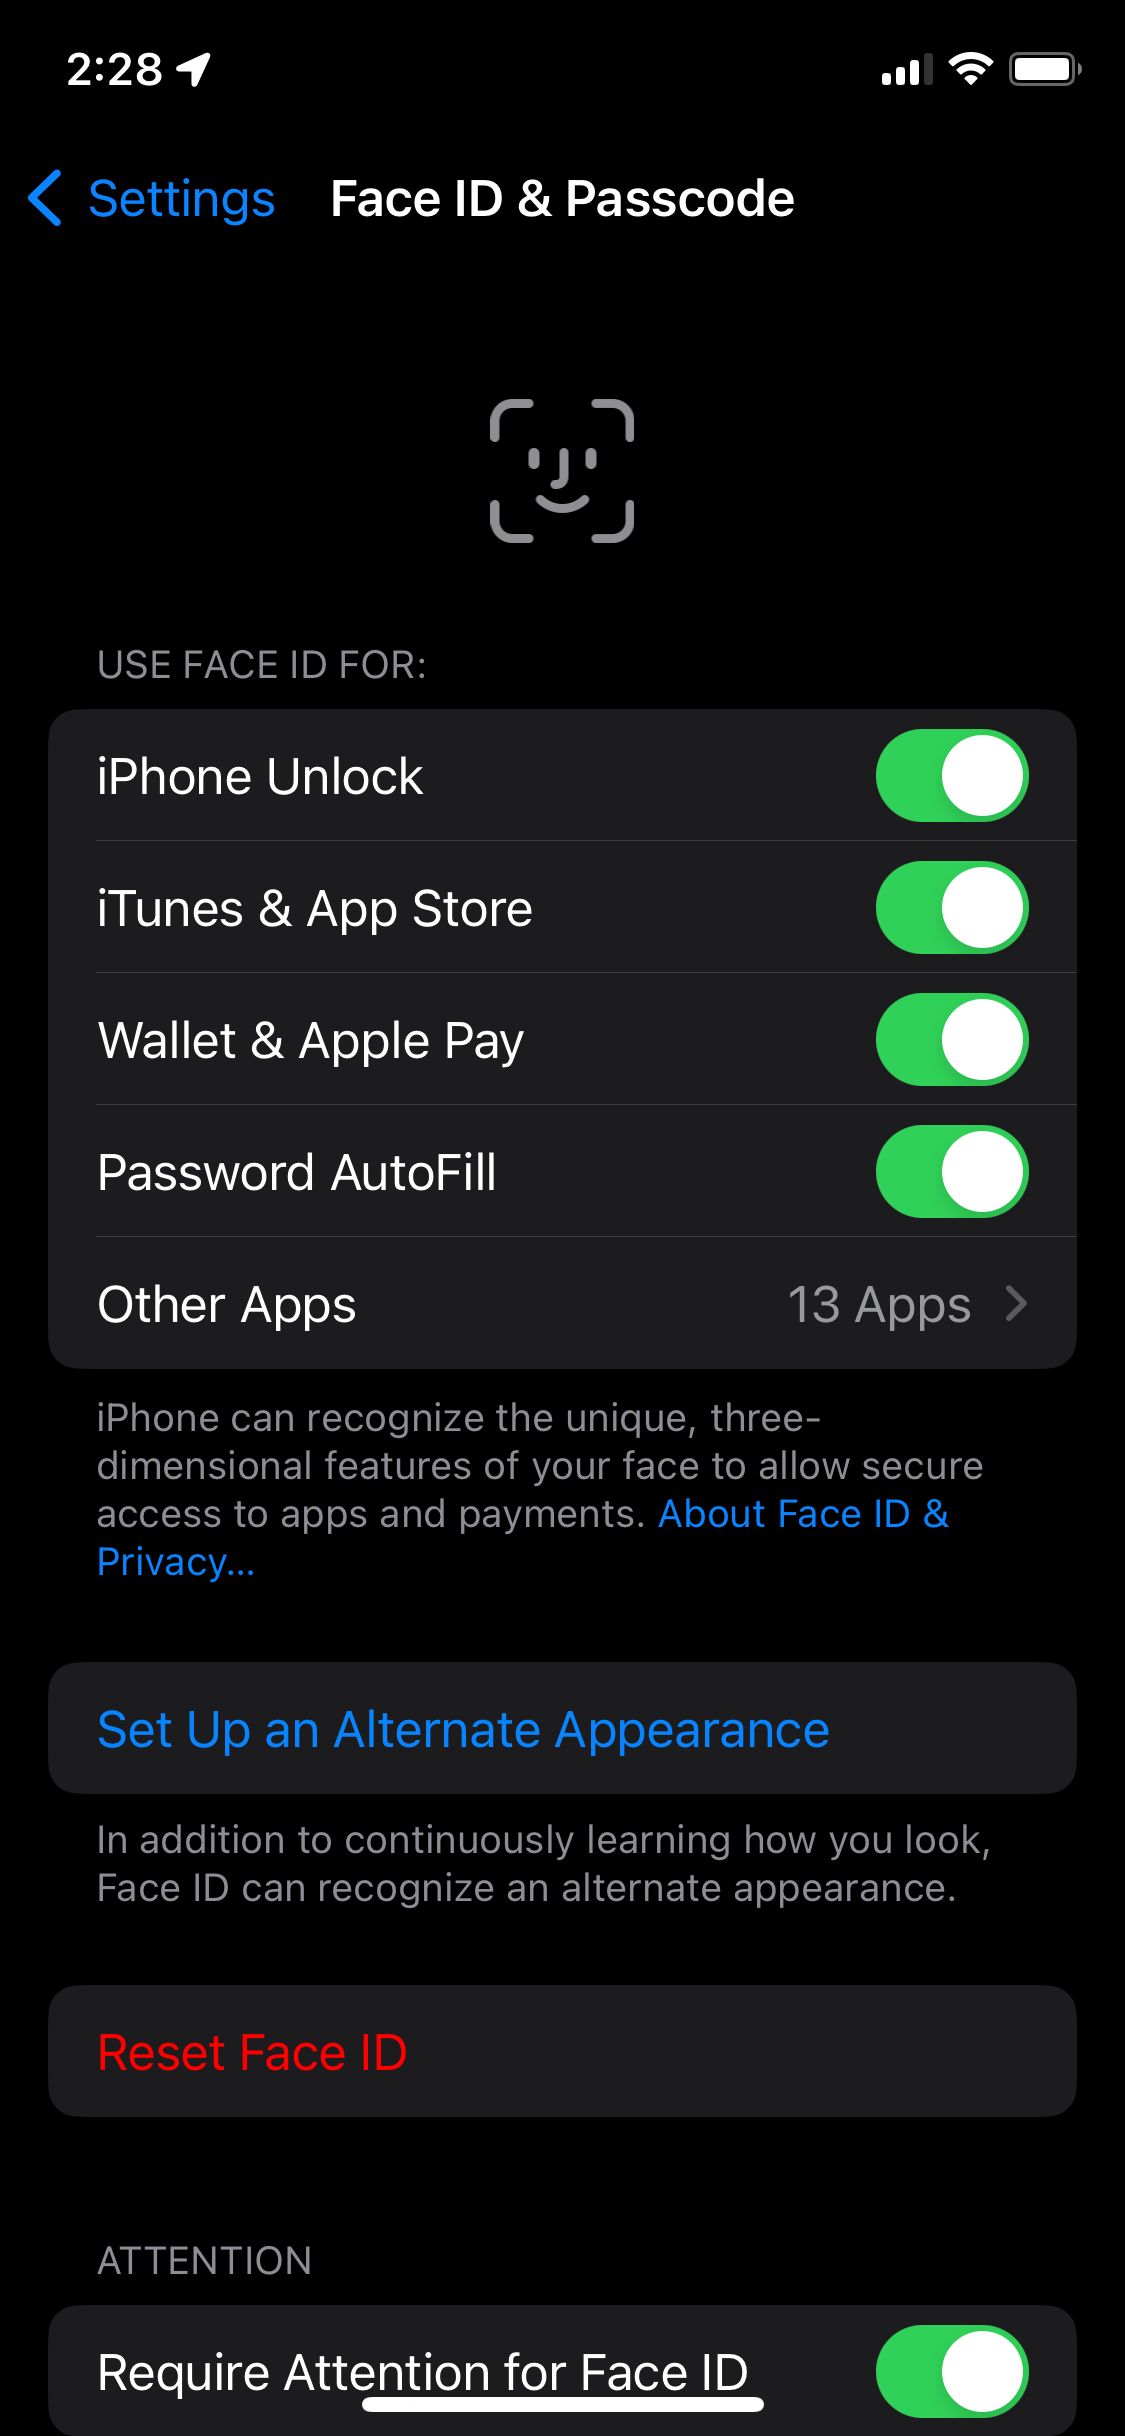 2:28
Settings
Face ID & Passcode
USE FACE ID FOR:
iPhone Unlock
iTunes & App Store
Wallet & Apple Pay
Password AutoFill
Other Apps 13 Apps
iPhone can recognize the unique, three-
dimensional features of your face to allow secure
access to apps and payments. About Face ID &
Privacy...
Set Up an Alternate Appearance
In addition to continuously learning how you look,
Face ID can recognize an alternate appearance.
Reset Face ID
ATTENTION
Require Attention for Face ID